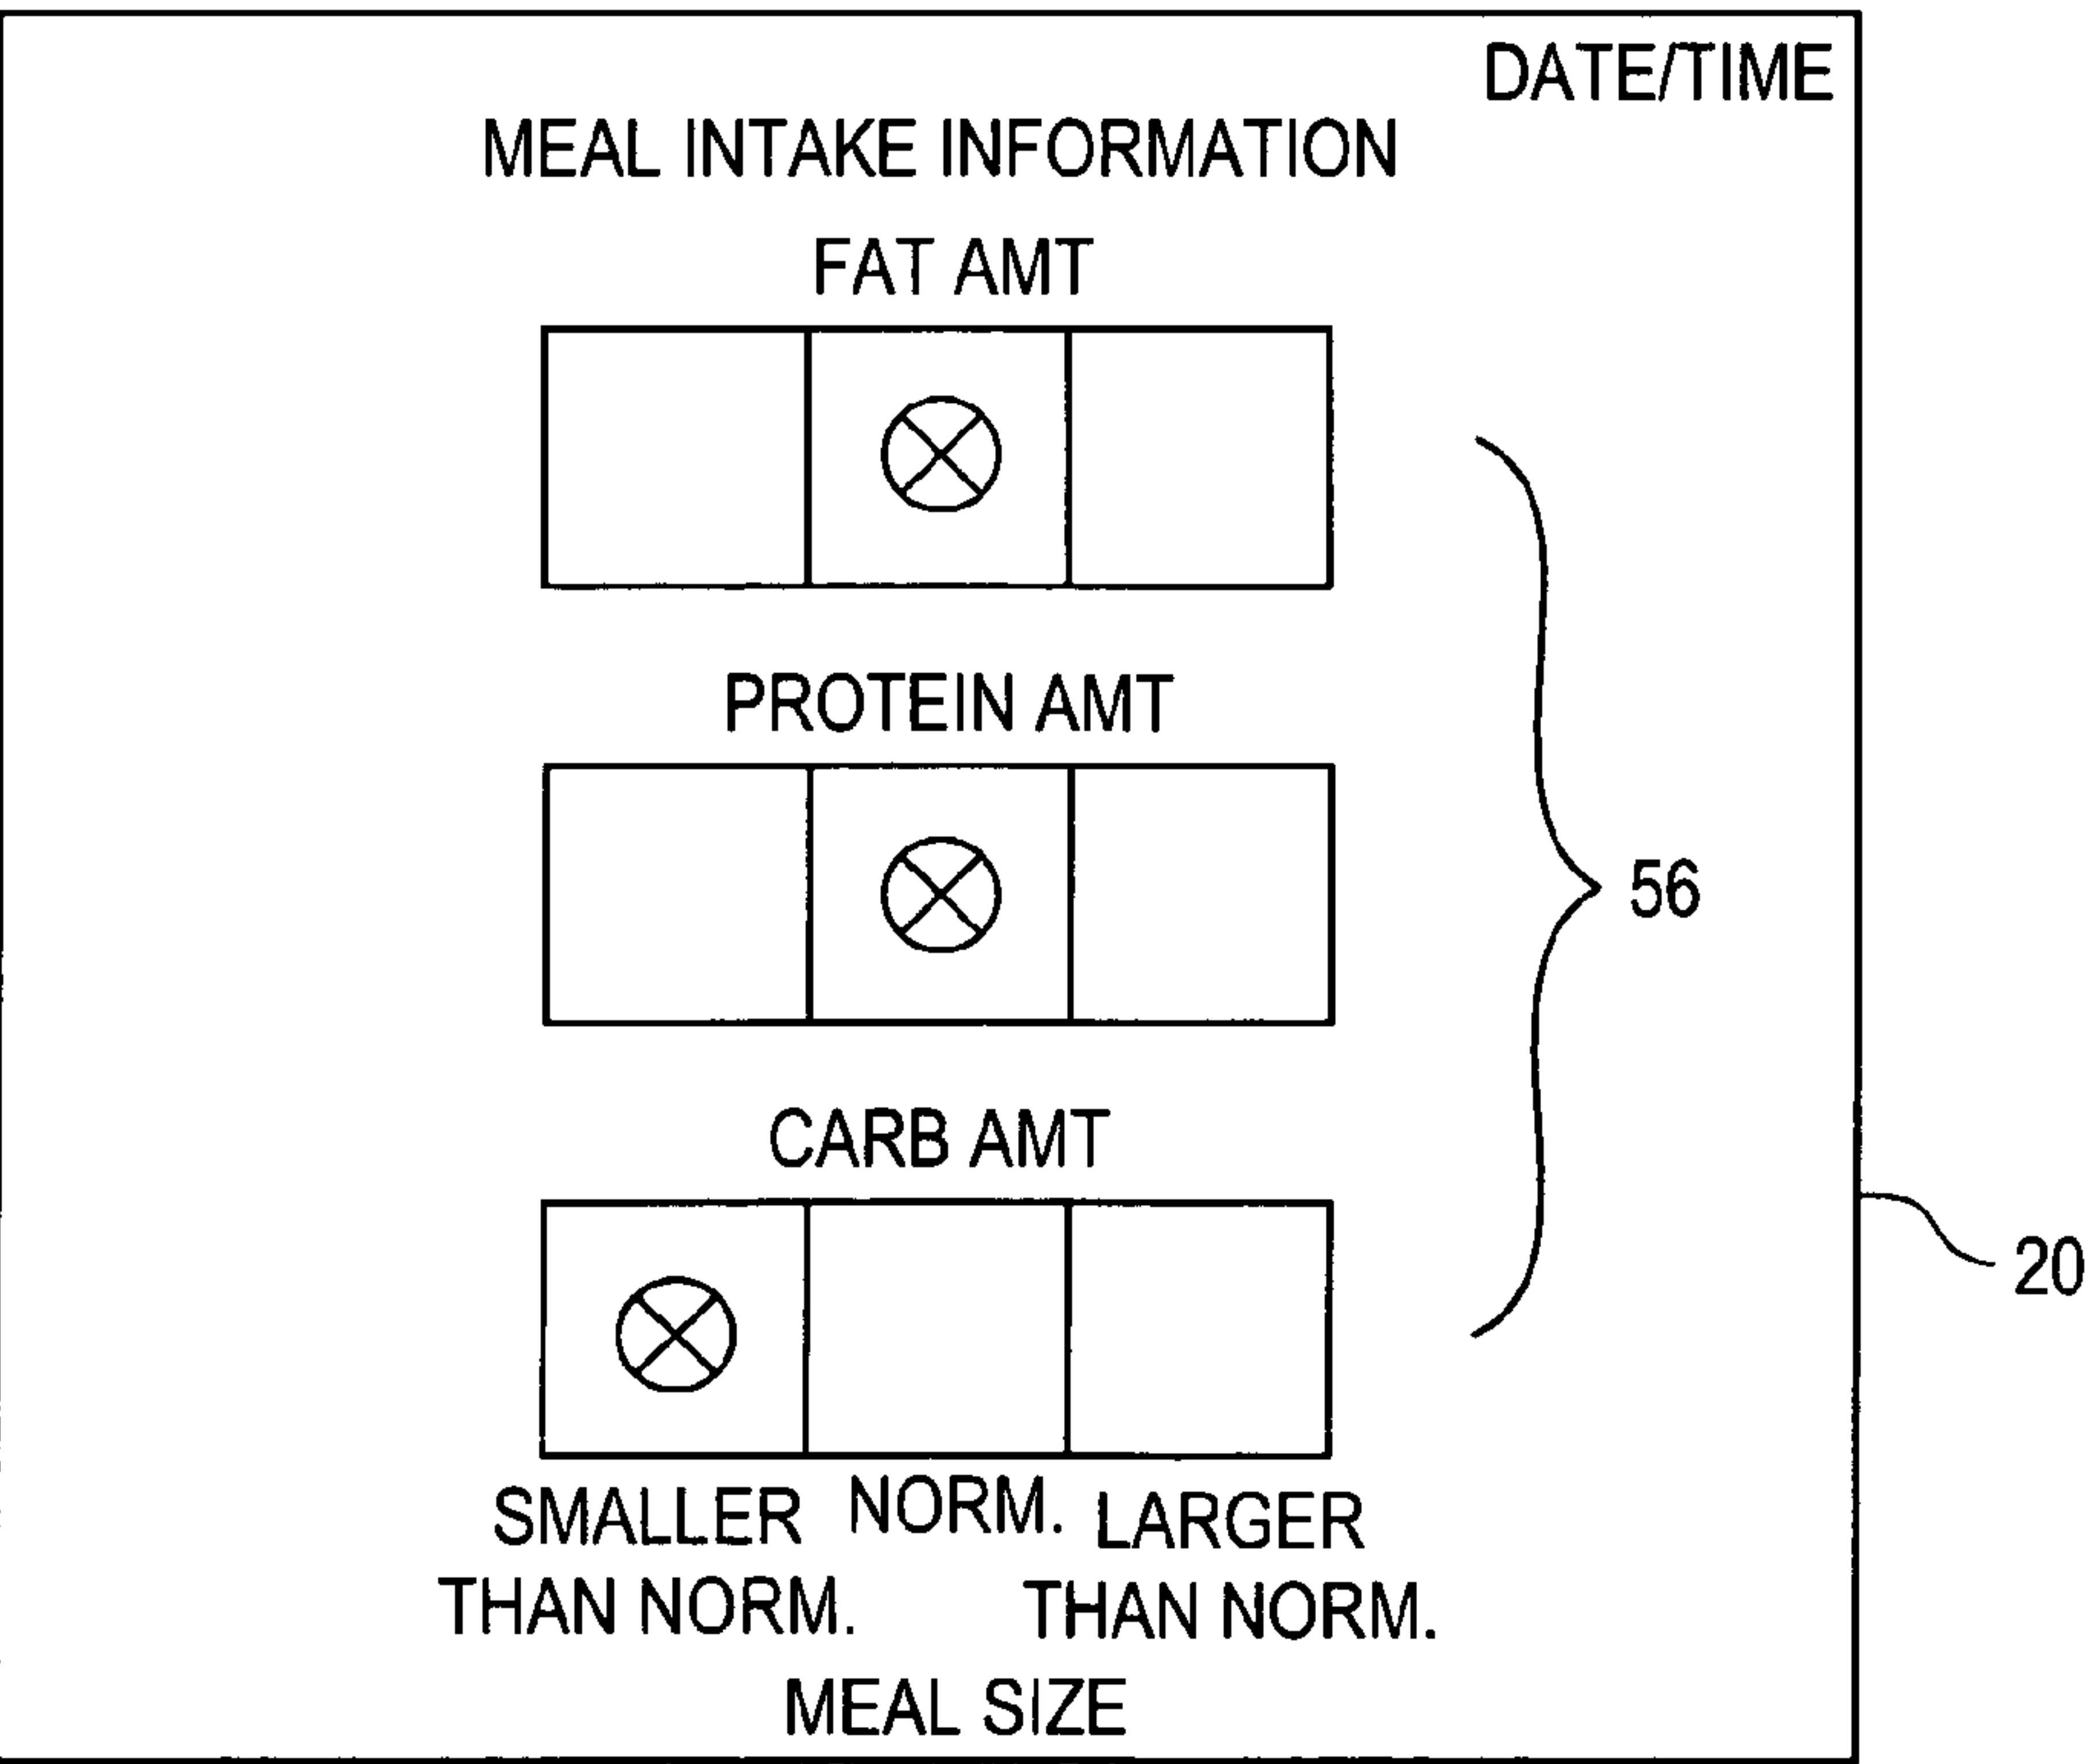 DATE/TIME
MEAL INTAKE INFORMATION
FAT AMT
PROTEIN AMT
56
CARB AMT
20
SMALLER NORM. LARGER
THAN NORM. THAN NORM.
MEAL SIZE